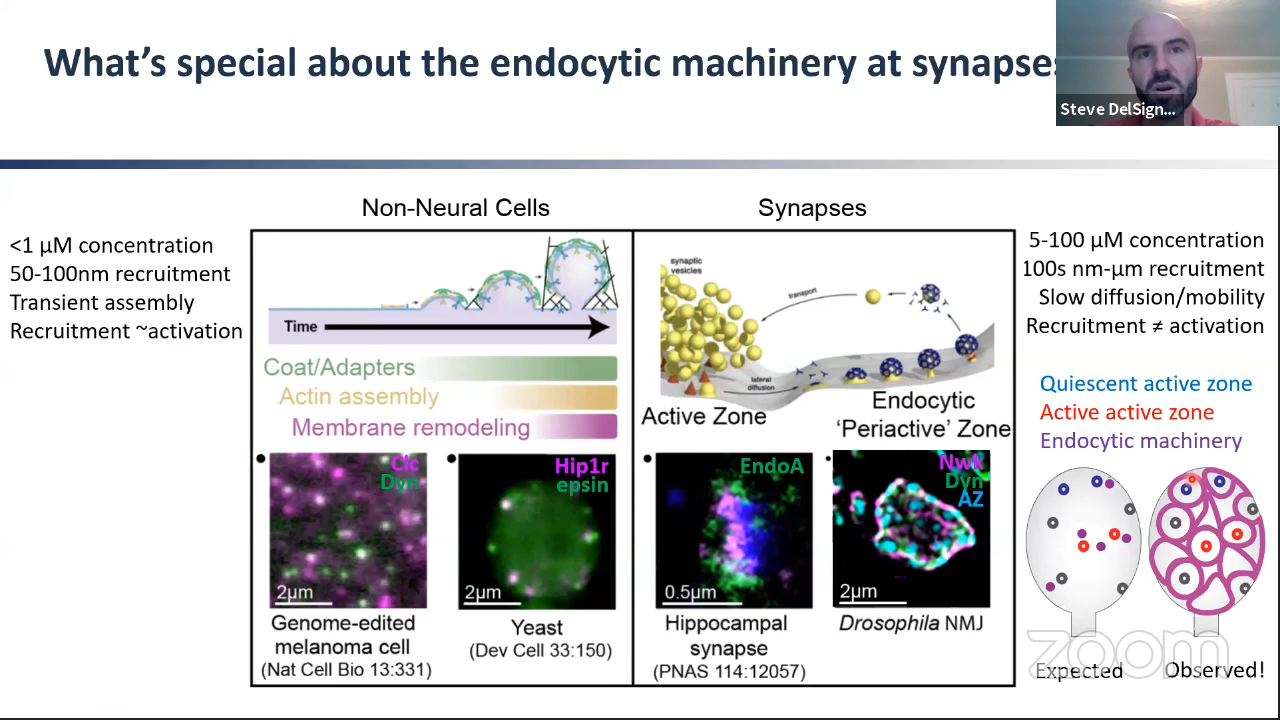 What's special about the endocytic machinery at synapses
Steve DelSign...
Non-Neural Cells
Synapses
<1 µM concentration
50-100nm recruitment
Transient assembly
Recruitment ~activation
Time
Coat/Adapters
Actin assembly
Membrane remodeling
Clc
Dyn
2µm
Genome-edited
melanoma cell
(Nat Cell Bio 13:331)
Hip1r
epsin
2µm
Yeast
(Dev Cell 33:150)
synaptic
vesicles
transport
lateral
diffusion
Active Zone
Endocytic
‘Periactive’ Zone
EndoA
0.5µm
Hippocampal
synapse
(PNAS 114:12057)
Nwk
Dyn
AZ
2µm
Drosophila NMJ
5-100 µM concentration
100s nm-µm recruitment
Slow diffusion/mobility
Recruitment ≠ activation
Quiescent active zone
Active active zone
Endocytic machinery
zoom
Expected
Observed!